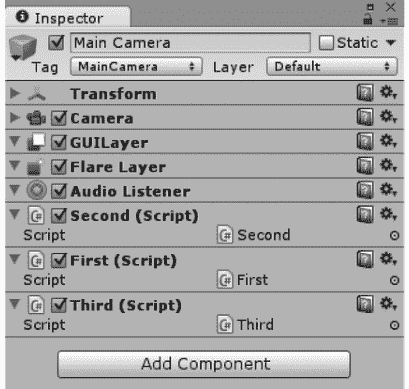 Inspector
Main Camera Static
Tag MainCamera Layer Default
Transform
Camera
GUILayer
Flare Layer
Audio Listener
C# Second (Script)
Script C# Second
C# First (Script)
Script C# First
C# Third (Script)
Script C# Third
Add Component